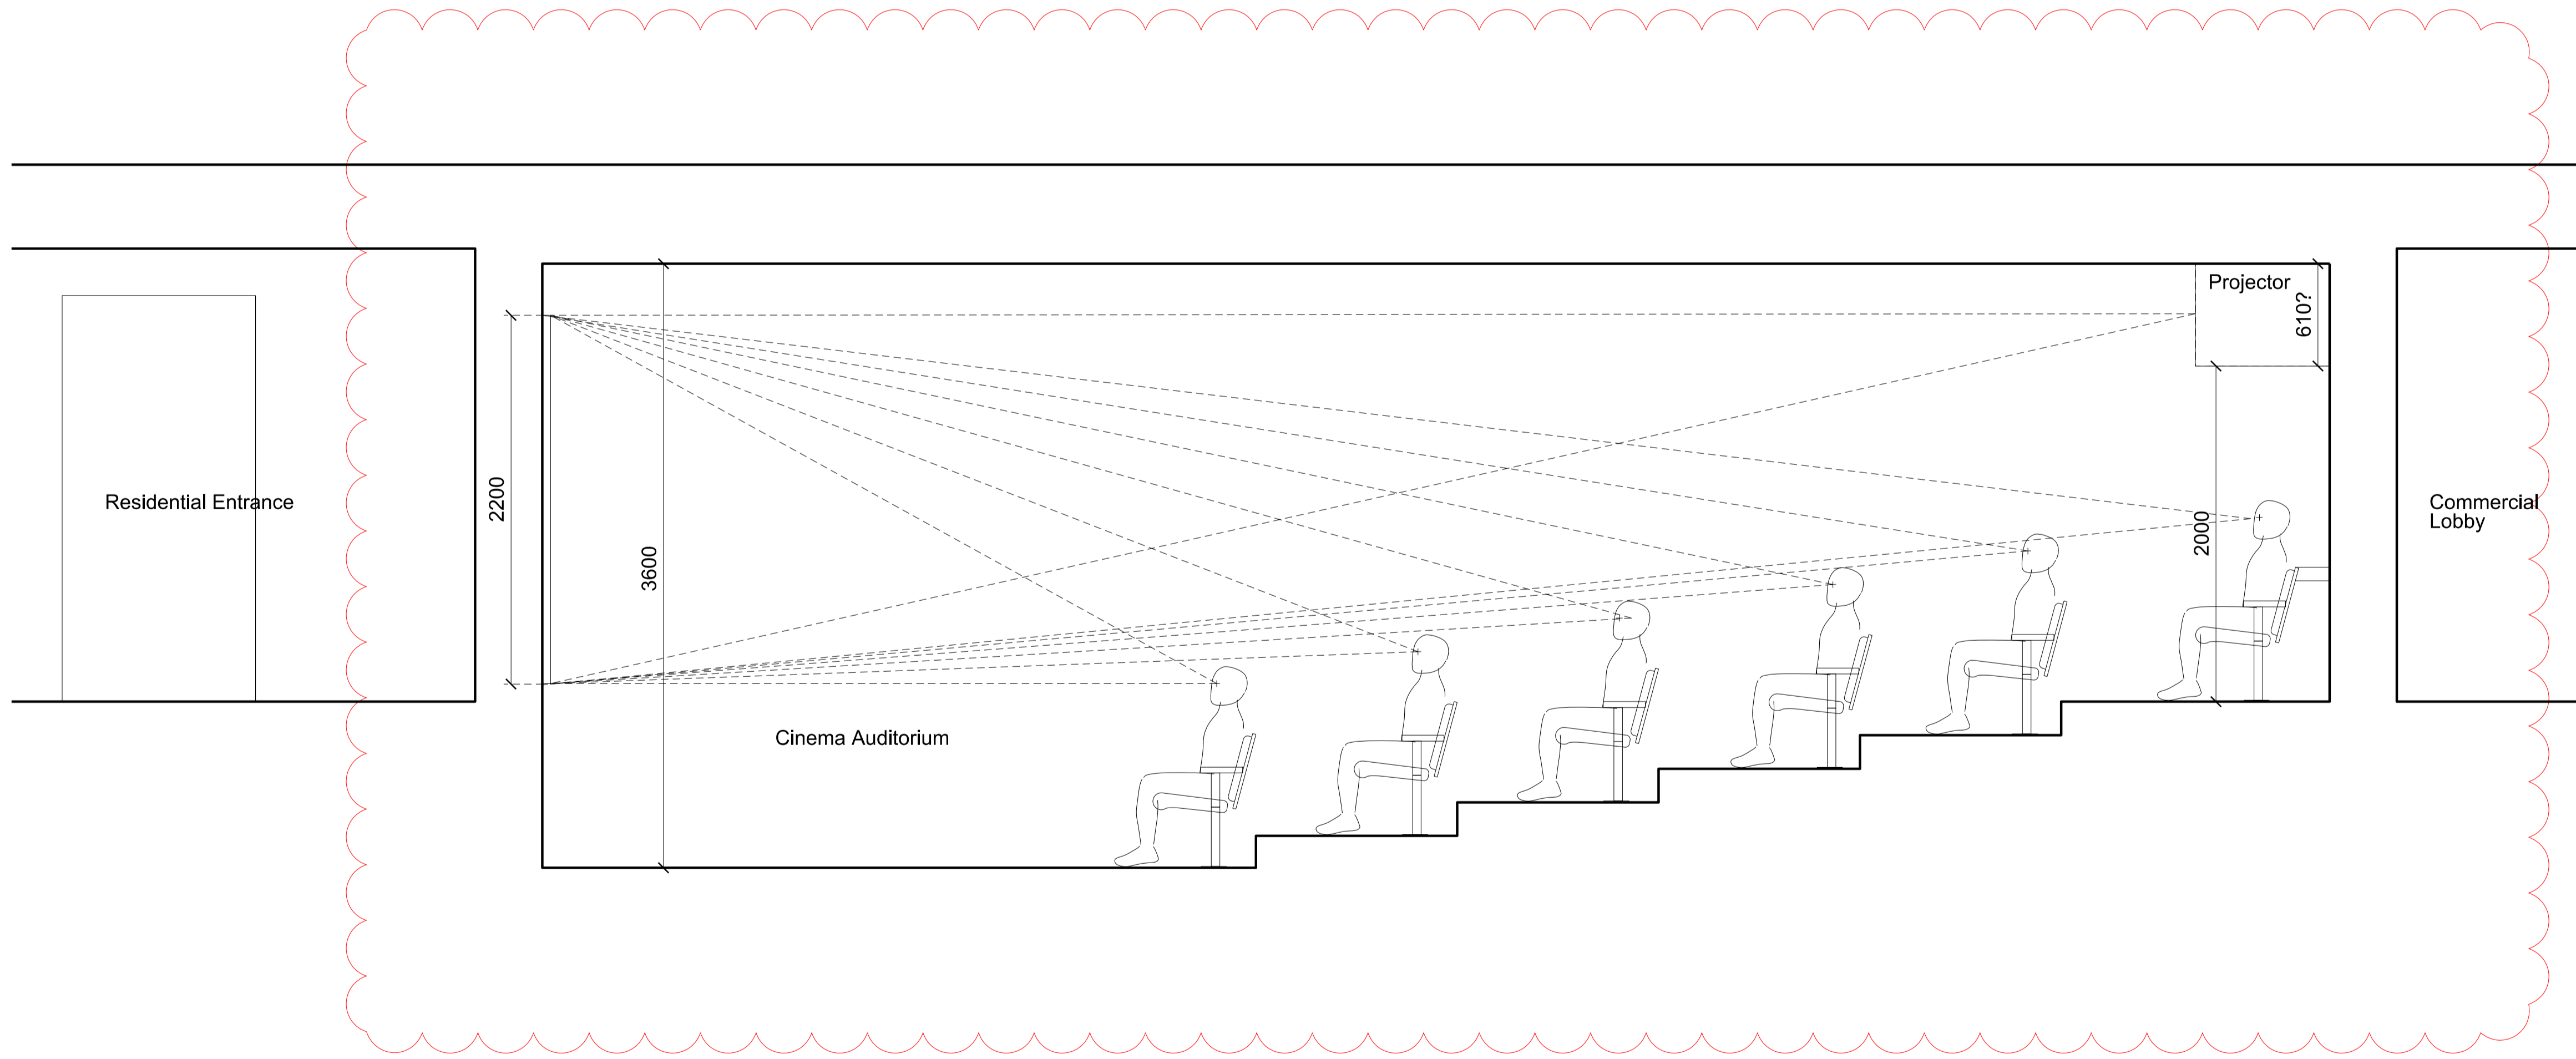 Projector
610?
Residential Entrance
2200
3600
2000
Commercial
Lobby
Cinema Auditorium